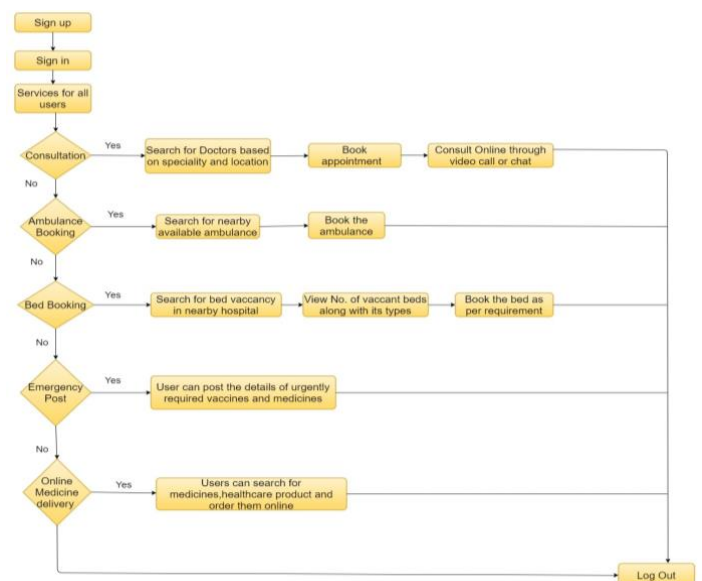 Sign up
Sign in
Services for all
users
Consultation
Yes
Search for Doctors based
on speciality and location
Book
appointment
Consult Online through
video call or chat
No
Ambulance
Booking
Yes
Search for nearby
available ambulance
Book the
ambulance
No
Bed Booking
Yes
Search for bed vaccancy
in nearby hospital
View No. of vaccant beds
along with its types
Book the bed as
per requirement
No
Emergency
Post
Yes
User can post the details of urgently
required vaccines and medicines
No
Online
Medicine
delivery
Yes
Users can search for
medicines,healthcare product and
order them online
Log Out